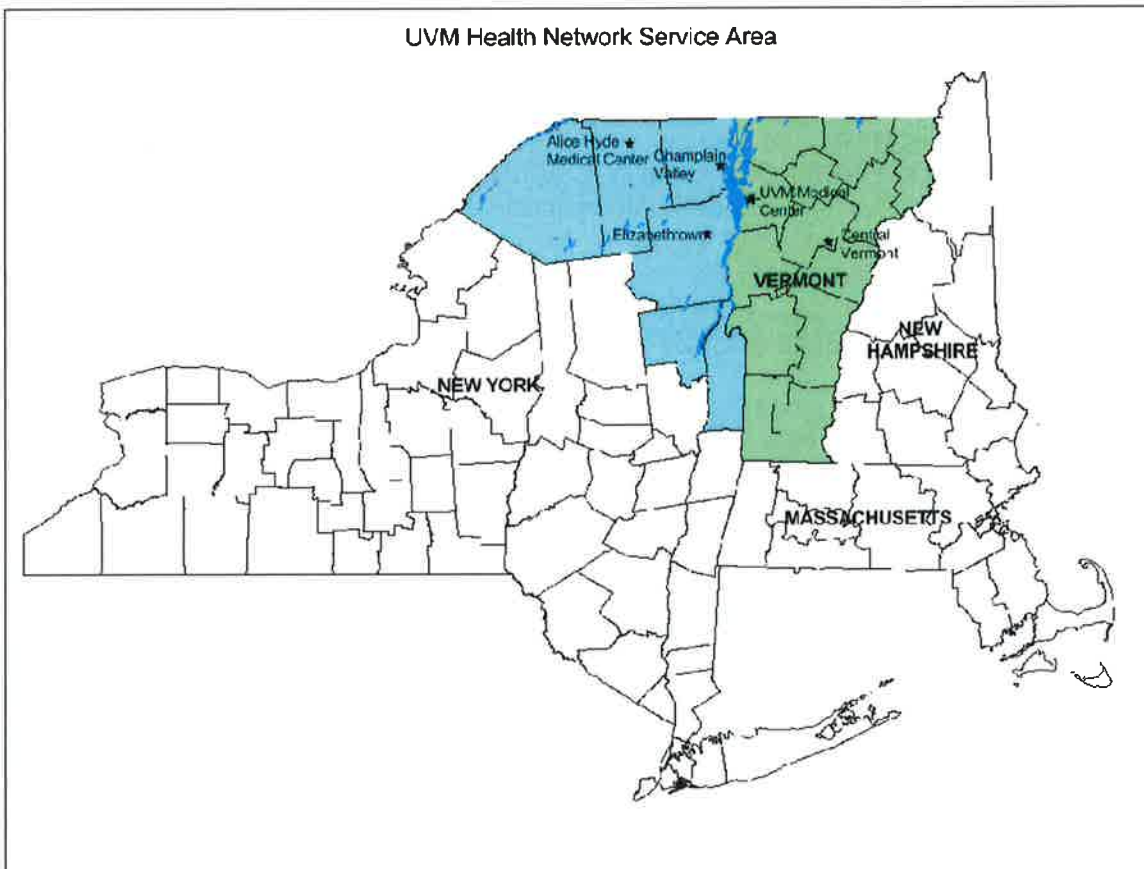 UVM Health Network Service Area
Alice Hyde
Medical Center
Champlain
Valley
UVM Medical
Center
Elizabethtown
Central
Vermont
VERMONT
NEW
HAMPSHIRE
NEW YORK
MASSACHUSETTS